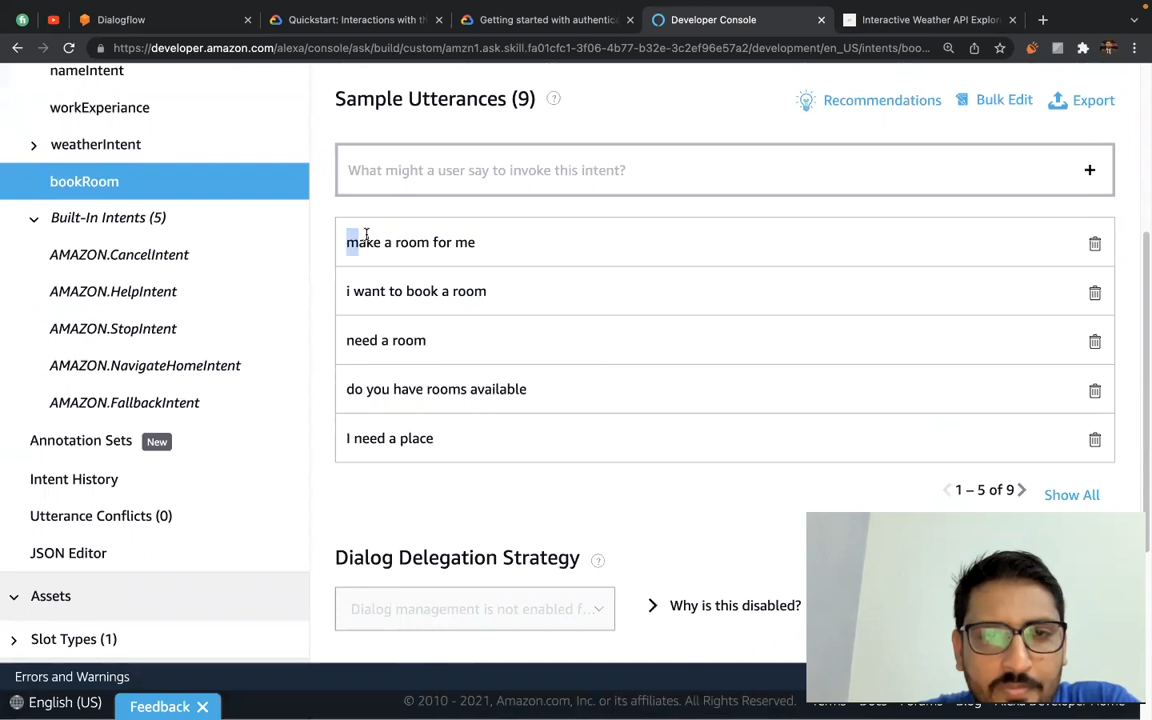 Dialogflow
Quickstart: Interactions with th
Getting started with authentica
Developer Console
Interactive Weather API Explor
https://developer.amazon.com/alexa/console/ask/build/custom/amzn1.ask.skill.fa01cfc1-3f06-4b77-b32e-3c2ef96e57a2/development/en_US/intents/boo...
nameIntent
workExperiance
weatherIntent
bookRoom
Built-In Intents (5)
AMAZON.CancelIntent
AMAZON.HelpIntent
AMAZON.StopIntent
AMAZON.NavigateHomeIntent
AMAZON.FallbackIntent
Annotation Sets New
Intent History
Utterance Conflicts (0)
JSON Editor
Assets
Slot Types (1)
Sample Utterances (9)
Recommendations
Bulk Edit
Export
What might a user say to invoke this intent?
make a room for me
i want to book a room
need a room
do you have rooms available
I need a place
1 – 5 of 9
Show All
Dialog Delegation Strategy
Dialog management is not enabled f...
Why is this disabled?
Errors and Warnings
English (US)
Feedback
© 2010 - 2021, Amazon.com, Inc. or its affiliates. All Rights Reserved.